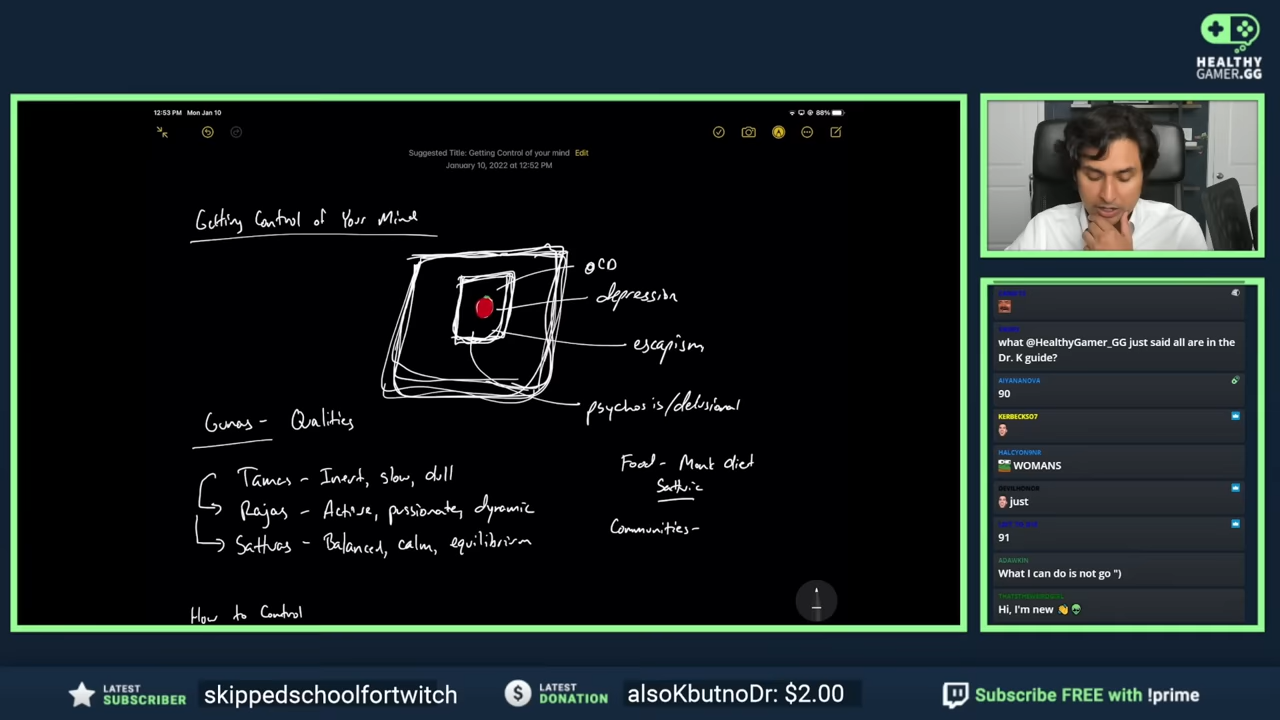 HEALTHY
GAMER.GG
12:53 PM Mon Jan 10
88%
Suggested Title: Getting Control of your mind Edit
January 10, 2022 at 12:52 PM
Getting Control of Your Mind
OCD
depression
escapism
psychosis/delusional
Gunas - Qualities
Tamas - Inert, slow, dull
Rajas - Active, passionate, dynamic
Sattvas - Balanced, calm, equilibrium
Food - Monk diet
Sattvic
Communities -
How to Control
what @HealthyGamer_GG just said all are in the
Dr. K guide?
AIYANANOVA
90
KERBECKS07
HALCYON9NR
WOMANS
DEVILHONOR
just
91
ADAWKIN
What I can do is not go ")
Hi, I'm new
LATEST
SUBSCRIBER
skippedschoolfortwitch
LATEST
DONATION
alsoKbutnoDr: $2.00
Subscribe FREE with !prime